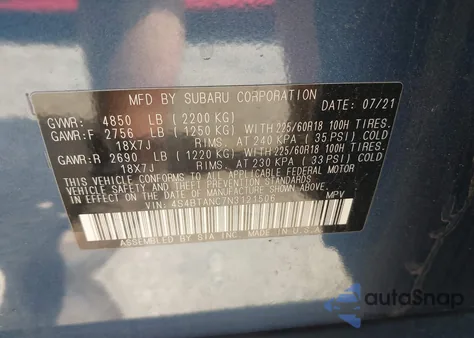 MFD BY SUBARU CORPORATION DATE: 07/21
GVWR: 4850 LB ( 2200 KG)
GAWR:F 2756 LB ( 1250 KG) WITH 225/60R18 100H TIRES,
18X7J RIMS, AT 240 KPA ( 35 PSI) COLD
GAWR:R 2690 LB ( 1220 KG) WITH 225/60R18 100H TIRES,
18X7J RIMS, AT 230 KPA ( 33 PSI) COLD
THIS VEHICLE CONFORMS TO ALL APPLICABLE FEDERAL MOTOR
VEHICLE SAFETY AND THEFT PREVENTION STANDARDS
IN EFFECT ON THE DATE OF MANUFACTURE SHOWN ABOVE.
VIN: 4S4BTANC7N3121506 MPV
ASSEMBLED BY SIA INC. MADE IN U.S.A.
autoSnap